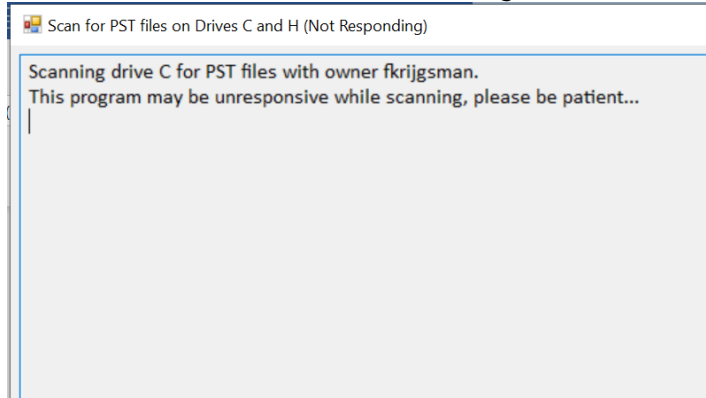 Scan for PST files on Drives C and H (Not Responding)
Scanning drive C for PST files with owner fkrijgsman.
This program may be unresponsive while scanning, please be patient...